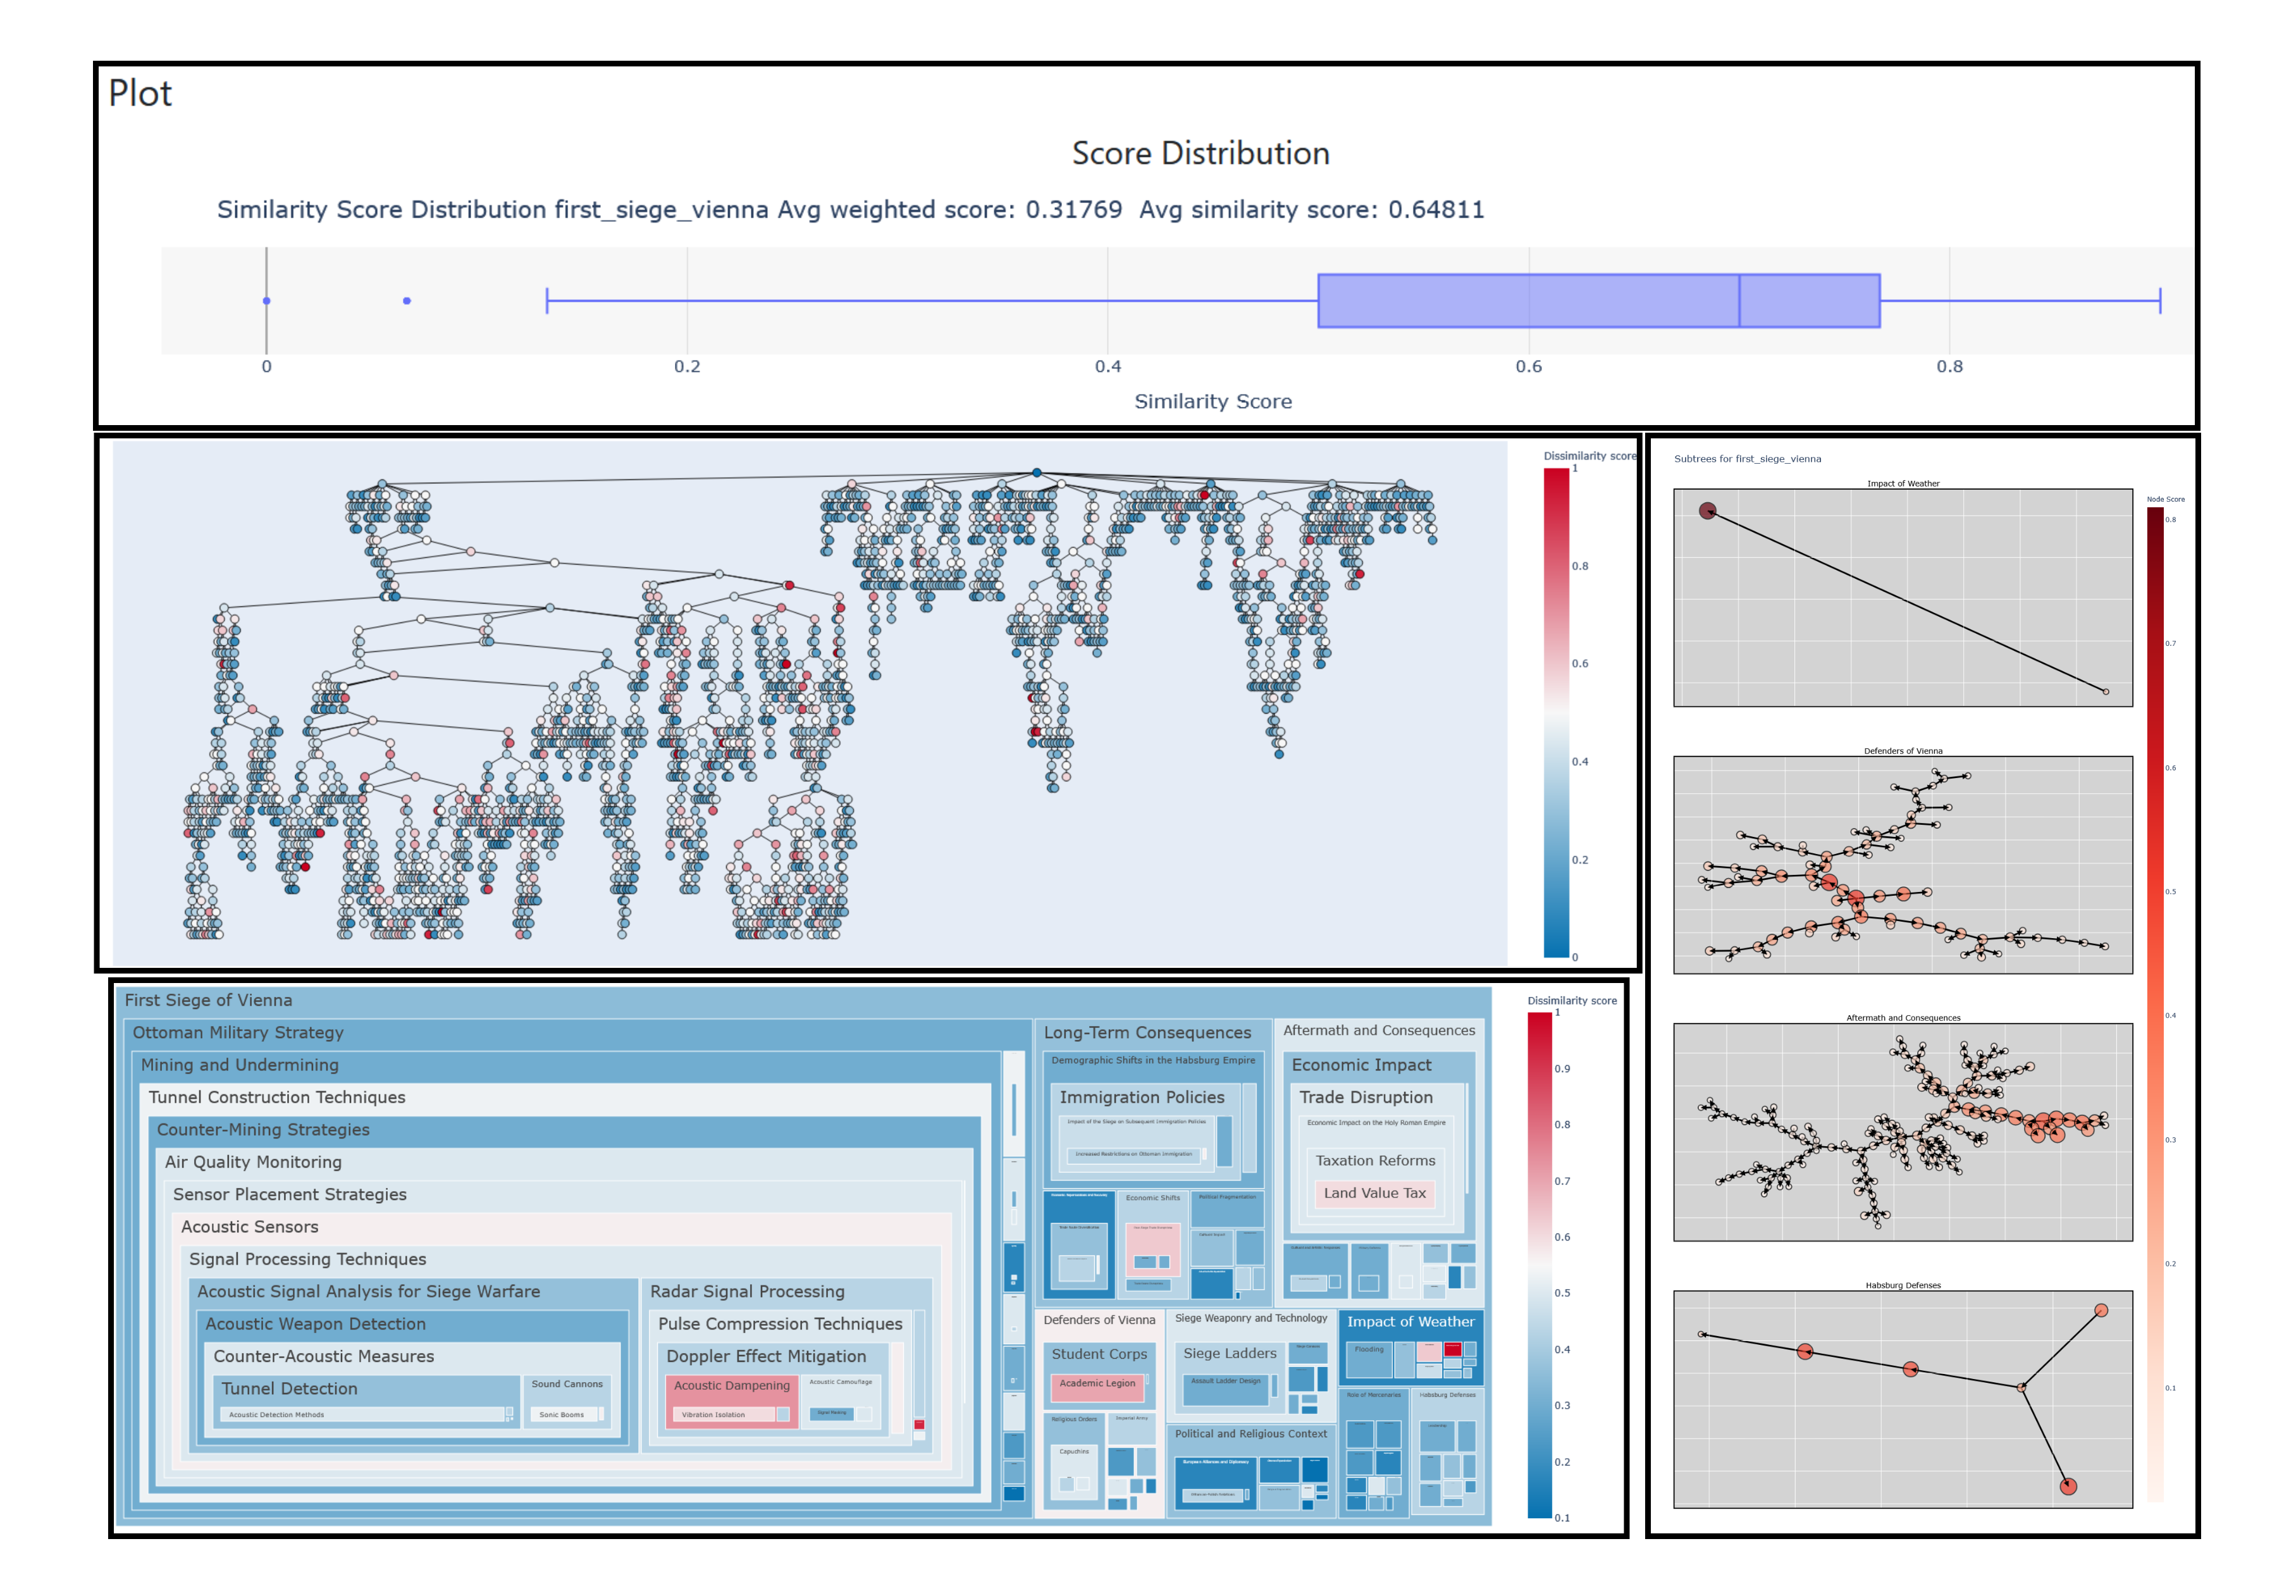 Plot
Score Distribution
Similarity Score Distribution first_siege_vienna Avg weighted score: 0.31769 Avg similarity score: 0.64811
0
0.2
0.4
0.6
0.8
Similarity Score
Dissimilarity score
1
0.8
0.6
0.4
0.2
0
Subtrees for first_siege_vienna
Impact of Weather
Defenders of Vienna
Aftermath and Consequences
Habsburg Defenses
Node Score
0.8
0.7
0.6
0.5
0.4
0.3
0.2
0.1
First Siege of Vienna
Ottoman Military Strategy
Mining and Undermining
Tunnel Construction Techniques
Counter-Mining Strategies
Air Quality Monitoring
Sensor Placement Strategies
Acoustic Sensors
Signal Processing Techniques
Acoustic Signal Analysis for Siege Warfare
Acoustic Weapon Detection
Counter-Acoustic Measures
Tunnel Detection
Acoustic Detection Methods
Sound Cannons
Sonic Booms
Radar Signal Processing
Pulse Compression Techniques
Doppler Effect Mitigation
Acoustic Dampening
Vibration Isolation
Acoustic Camouflage
Signal Masking
Long-Term Consequences
Demographic Shifts in the Habsburg Empire
Immigration Policies
Impact of the Siege on Subsequent Immigration Policies
Increased Restrictions on Ottoman Immigration
Economic Shifts
Political Fragmentation
Aftermath and Consequences
Economic Impact
Trade Disruption
Economic Impact on the Holy Roman Empire
Taxation Reforms
Land Value Tax
Defenders of Vienna
Student Corps
Academic Legion
Religious Orders
Capuchins
Imperial Army
Siege Weaponry and Technology
Siege Ladders
Assault Ladder Design
Political and Religious Context
European Alliances and Diplomacy
Impact of Weather
Flooding
Role of Mercenaries
Habsburg Defenses
Dissimilarity score
1
0.9
0.8
0.7
0.6
0.5
0.4
0.3
0.2
0.1